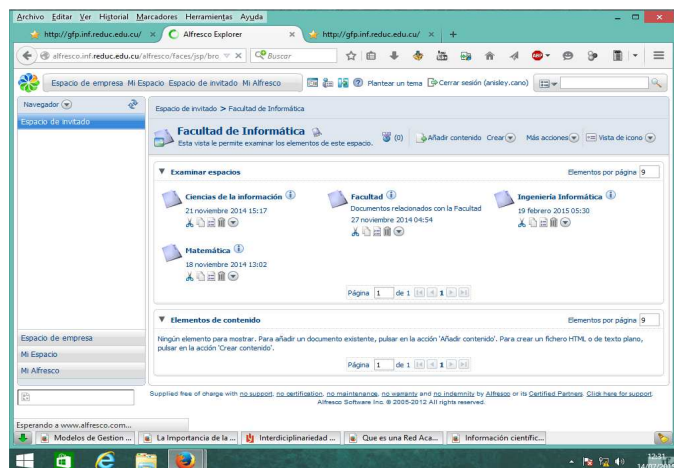 Archivo Editar Ver Historial Marcadores Herramientas Ayuda
http://gfp.inf.reduc.edu.cu/ Alfresco Explorer http://gfp.inf.reduc.edu.cu/
alfresco.inf.reduc.edu.cu/alfresco/faces/jsp/bro Buscar
Espacio de empresa Mi Espacio Espacio de invitado Mi Alfresco Plantear un tema Cerrar sesión (anisley.cano)
Navegador
Espacio de invitado
Espacio de invitado > Facultad de Informática
Facultad de Informática
Esta vista le permite examinar los elementos de este espacio.
(0) Añadir contenido Crear Más acciones Vista de icono
Examinar espacios Elementos por página 9
Ciencias de la información
21 noviembre 2014 15:17
Facultad
Documentos relacionados con la Facultad
27 noviembre 2014 04:54
Ingeniería Informática
19 febrero 2015 05:30
Matemática
18 noviembre 2014 13:02
Página 1 de 1 1
Elementos de contenido Elementos por página 9
Ningún elemento para mostrar. Para añadir un documento existente, pulsar en la acción 'Añadir contenido'. Para crear un fichero HTML o de texto plano,
pulsar en la acción 'Crear contenido'.
Página 1 de 1 1
Espacio de empresa
Mi Espacio
Mi Alfresco
Supplied free of charge with no support, no certification, no maintenance, no warranty and no indemnity by Alfresco or its Certified Partners. Click here for support.
Alfresco Software Inc. © 2005-2012 All rights reserved.
Esperando a www.alfresco.com...
Modelos de Gestion ... La Importancia de la ... Interdiciplinariedad ... Que es una Red Aca... Información científic...
12:31